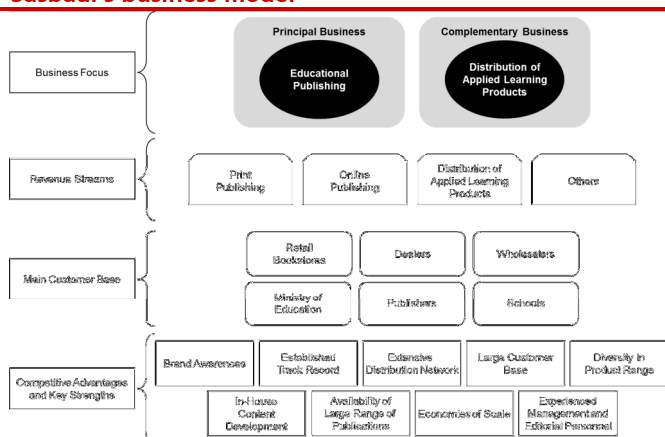 Sasbadi's business model
Principal Business
Complementary Business
Business Focus
Educational
Publishing
Distribution of
Applied Learning
Products
Revenue Streams
Print
Publishing
Online
Publishing
Distribution of
Applied Learning
Products
Others
Main Customer Base
Retail
Bookstores
Dealers
Wholesalers
Ministry of
Education
Publishers
Schools
Competitive Advantages
and Key Strengths
Brand Awareness
Established
Track Record
Extensive
Distribution Network
Large Customer
Base
Diversity in
Product Range
In-House
Content
Development
Availability of
Large Range of
Publications
Economies of Scale
Experienced
Management and
Editorial Personnel